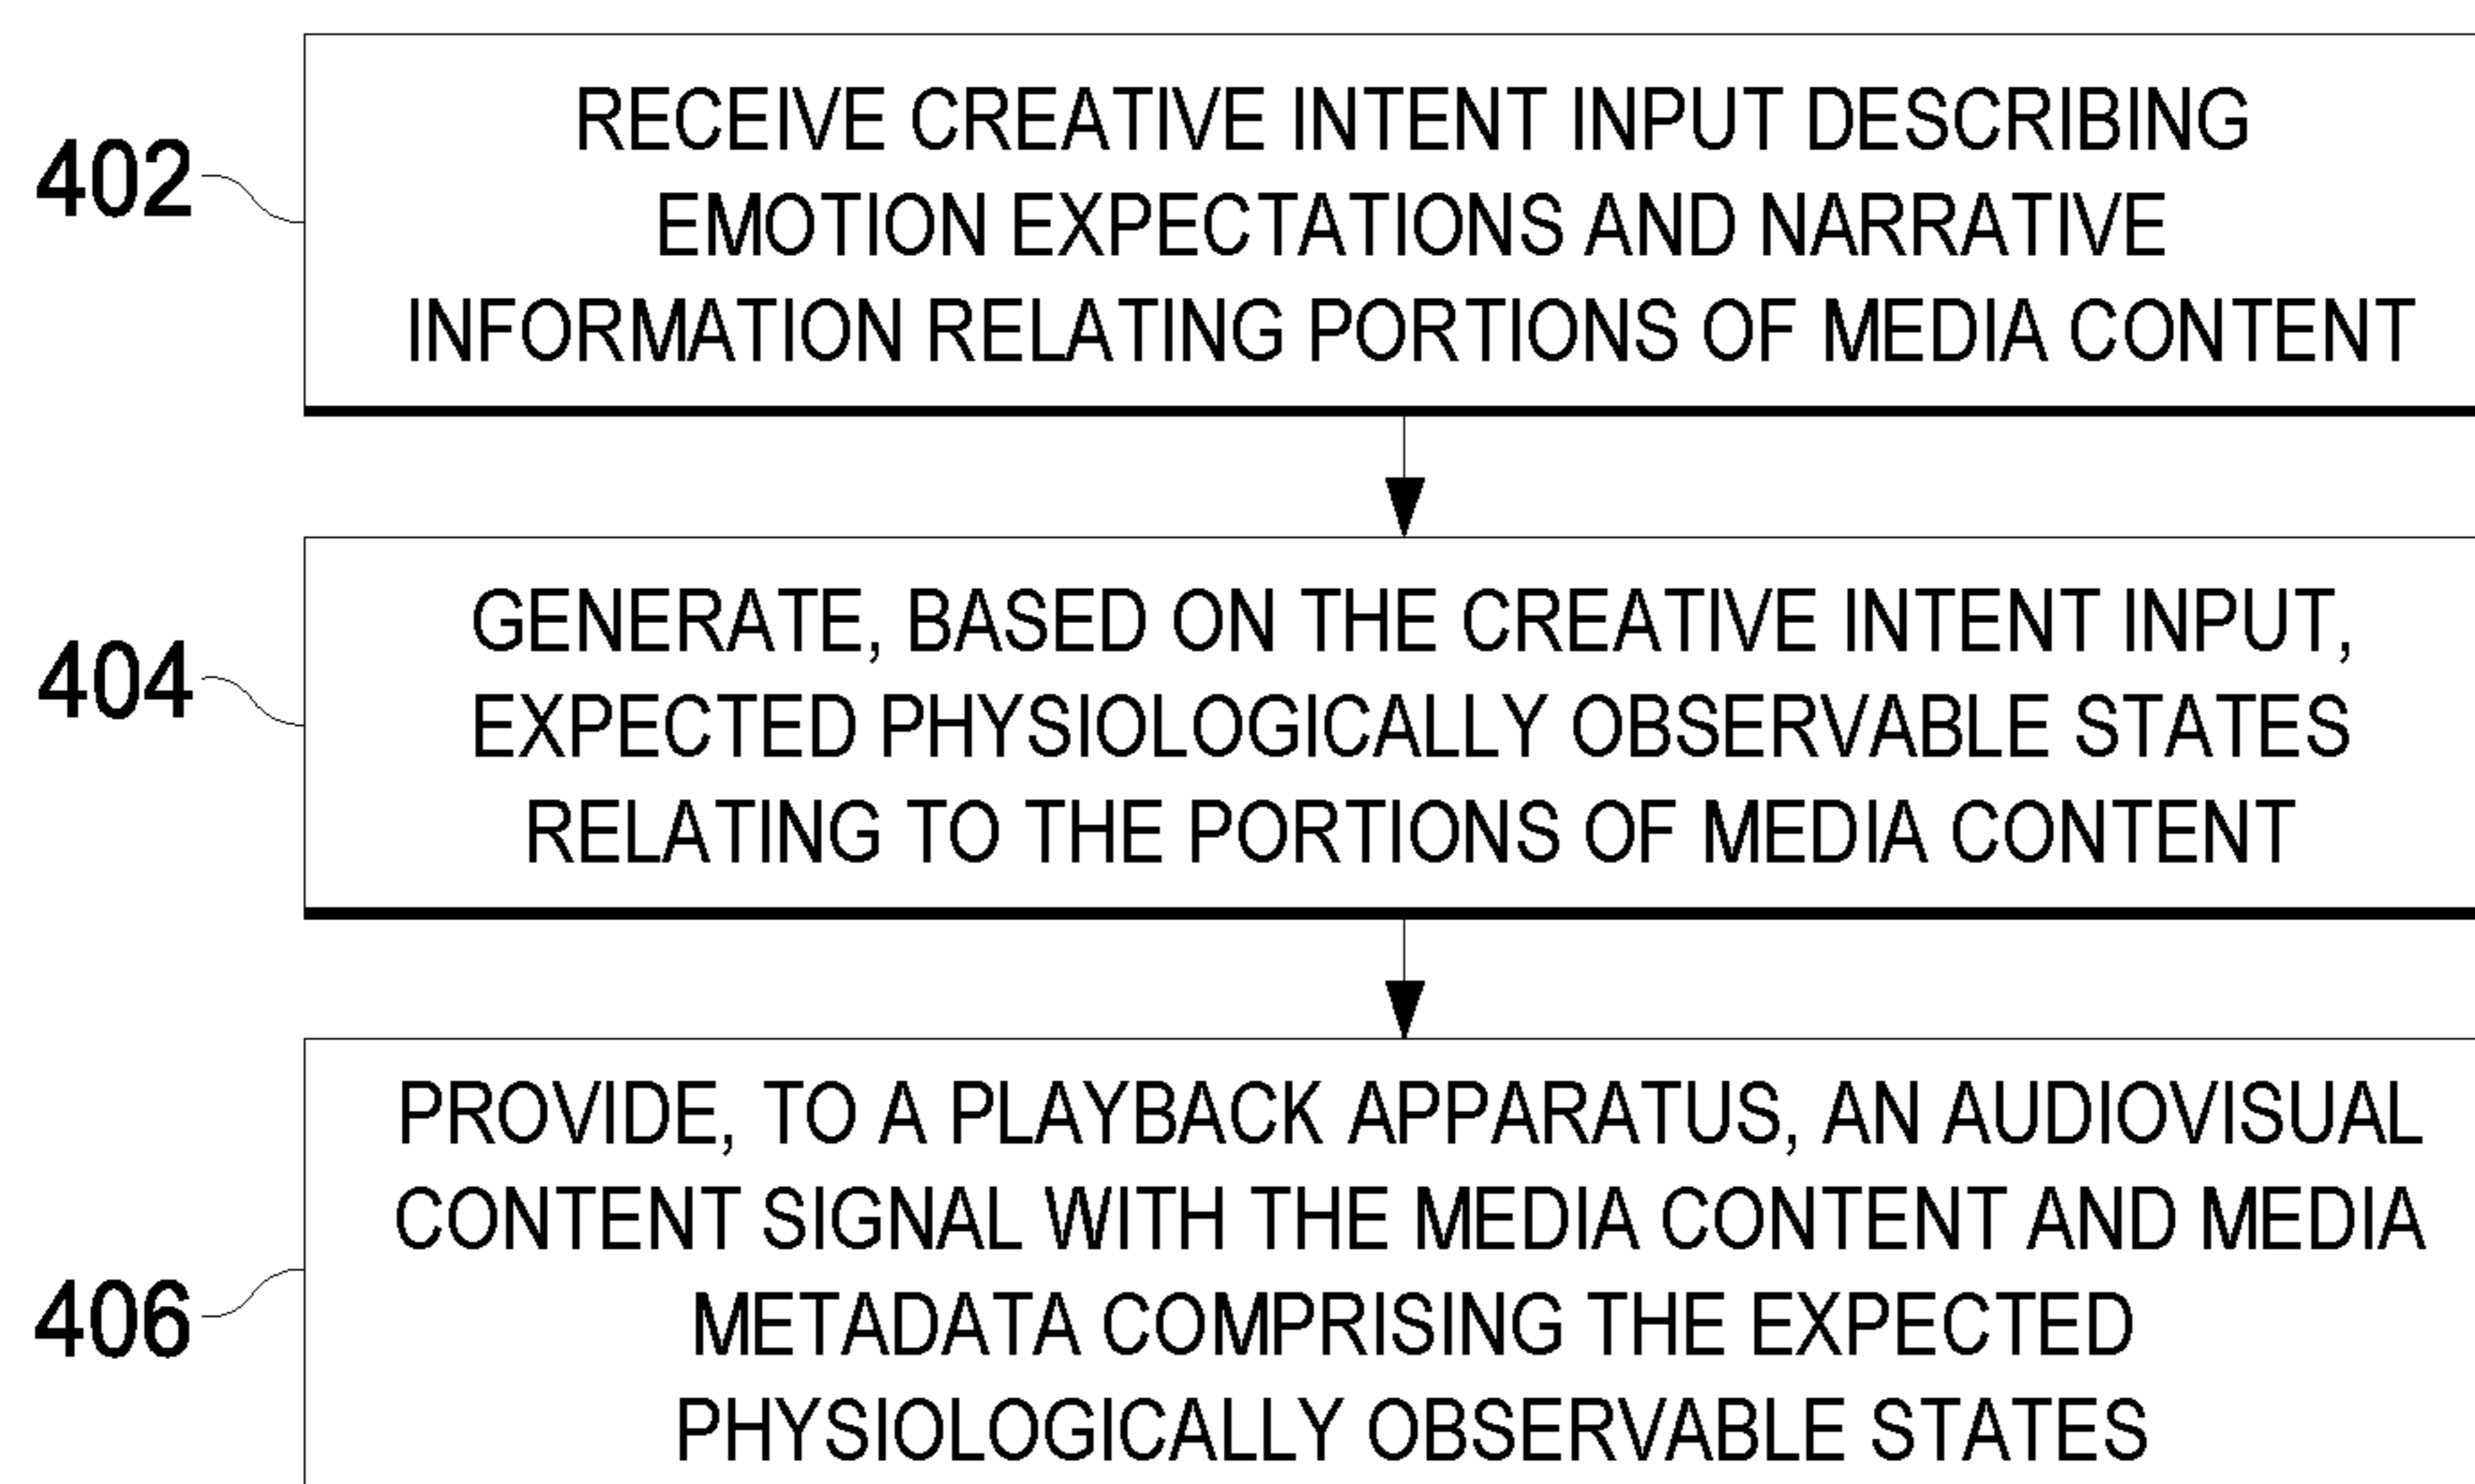 402
RECEIVE CREATIVE INTENT INPUT DESCRIBING
EMOTION EXPECTATIONS AND NARRATIVE
INFORMATION RELATING PORTIONS OF MEDIA CONTENT
404
GENERATE, BASED ON THE CREATIVE INTENT INPUT,
EXPECTED PHYSIOLOGICALLY OBSERVABLE STATES
RELATING TO THE PORTIONS OF MEDIA CONTENT
406
PROVIDE, TO A PLAYBACK APPARATUS, AN AUDIOVISUAL
CONTENT SIGNAL WITH THE MEDIA CONTENT AND MEDIA
METADATA COMPRISING THE EXPECTED
PHYSIOLOGICALLY OBSERVABLE STATES